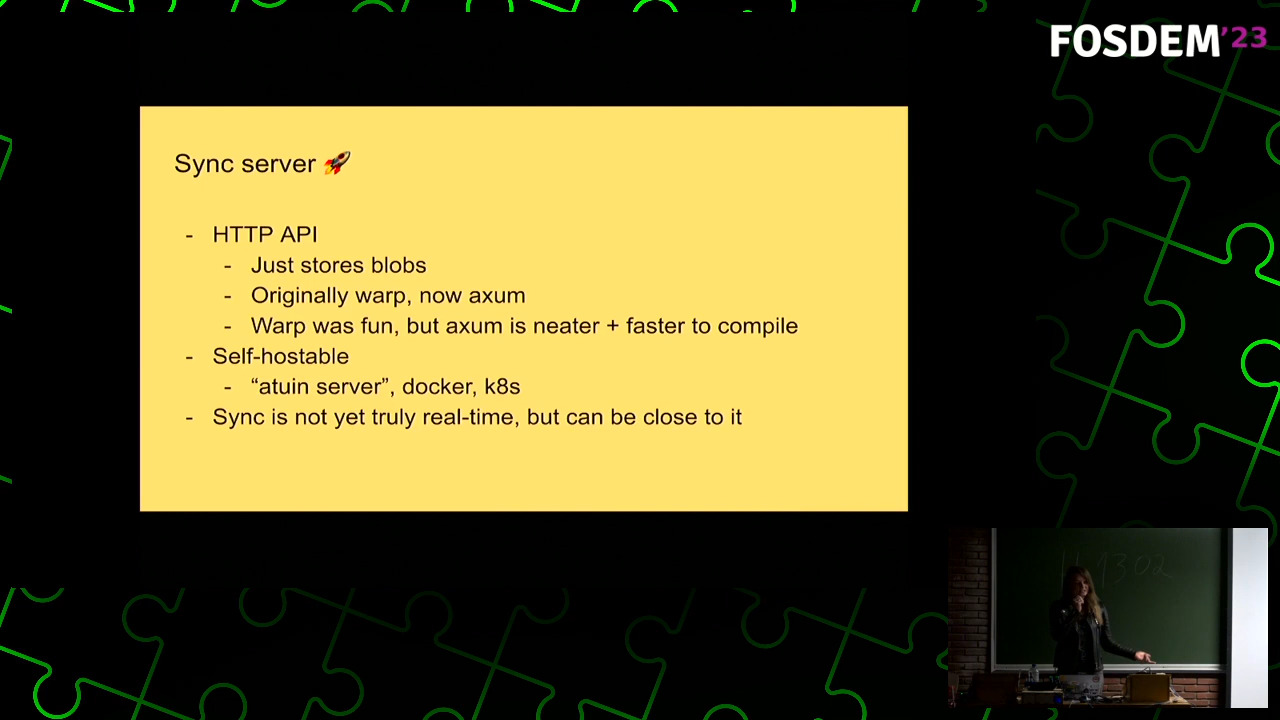 FOSDEM'23
Sync server 🚀
- HTTP API
- Just stores blobs
- Originally warp, now axum
- Warp was fun, but axum is neater + faster to compile
- Self-hostable
- “atuin server”, docker, k8s
- Sync is not yet truly real-time, but can be close to it